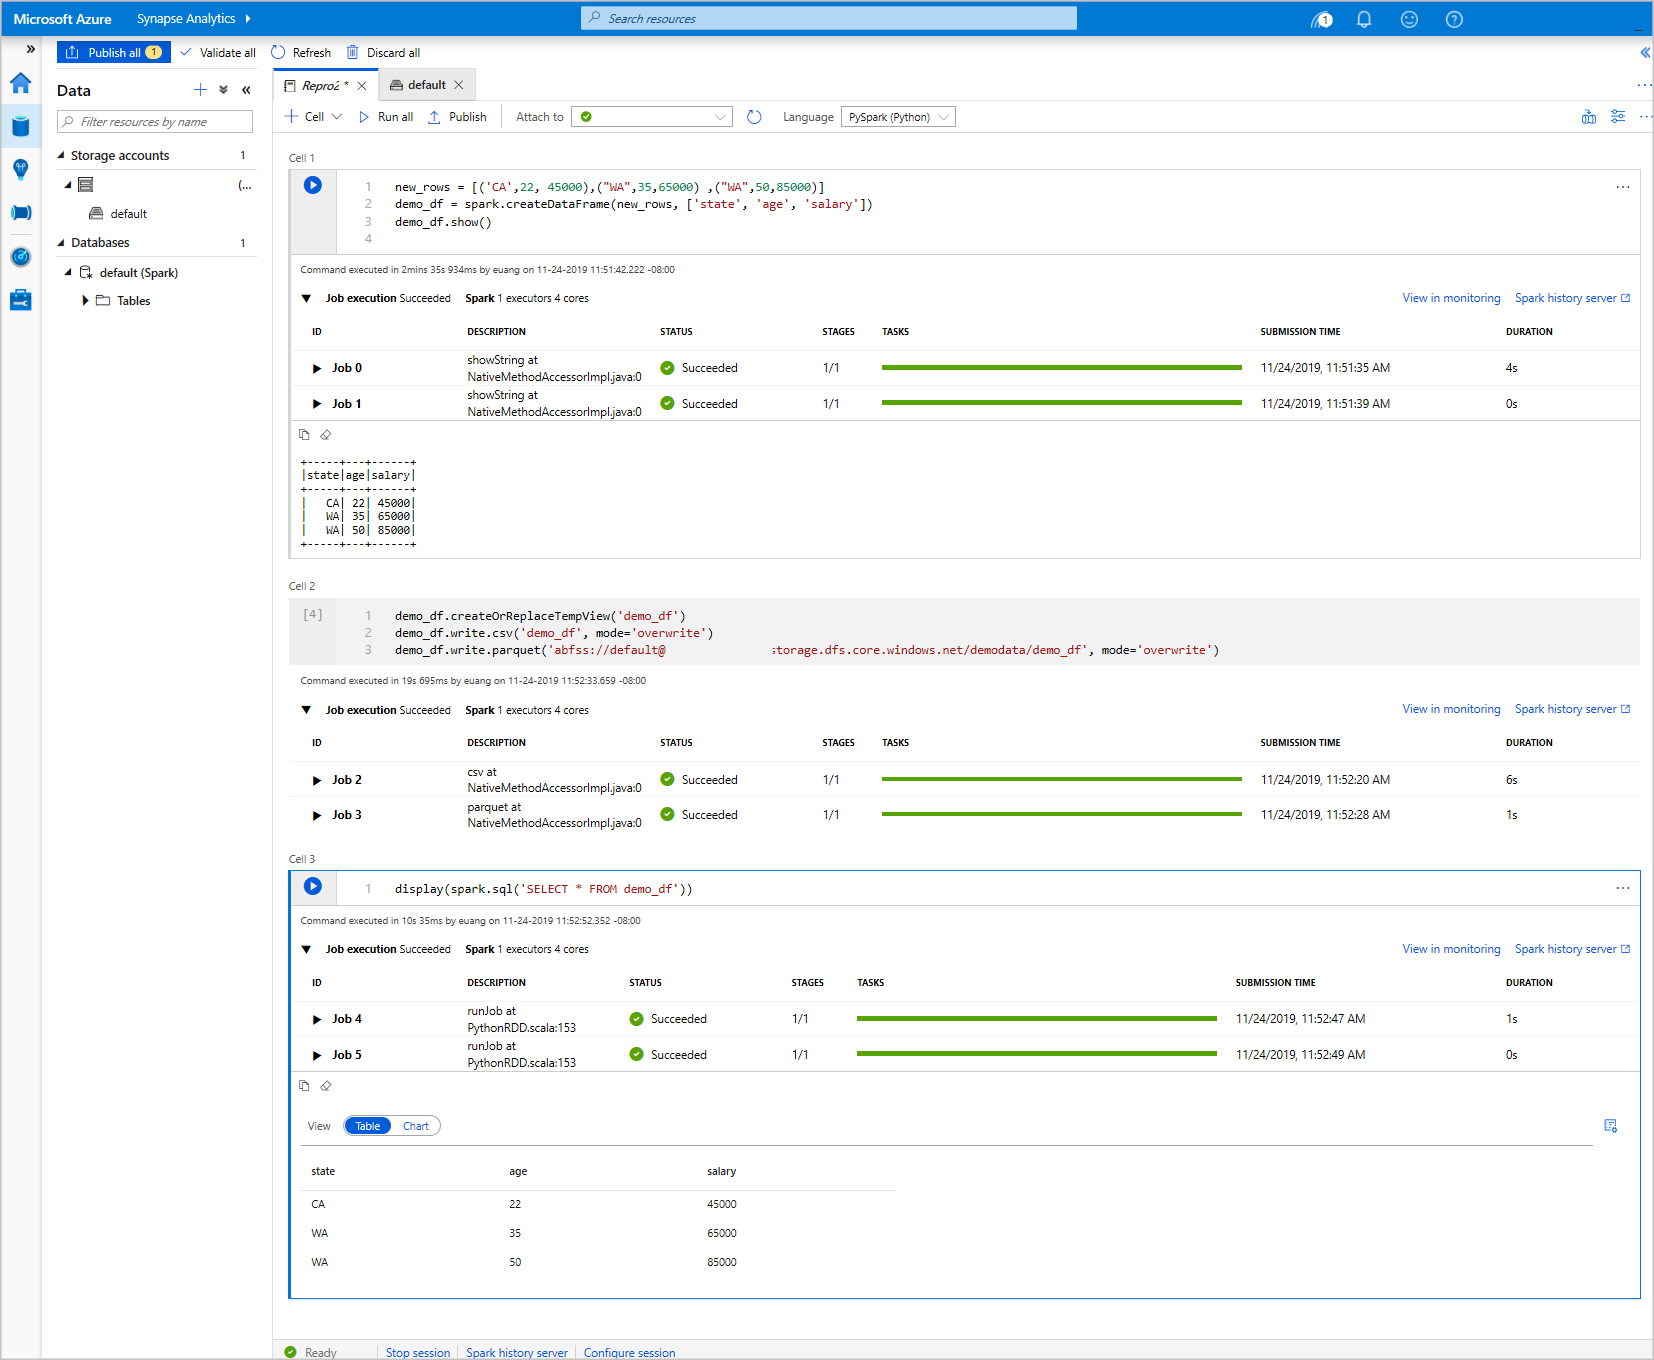 Microsoft Azure Synapse Analytics Search resources 1
Publish all 1 Validate all Refresh Discard all
Data
Filter resources by name
Storage accounts 1
(...
default
Databases 1
default (Spark)
Tables
Repro2 * default
Cell Run all Publish Attach to Language PySpark (Python)
Cell 1
1 new_rows = [('CA',22, 45000),("WA",35,65000) ,("WA",50,85000)]
2 demo_df = spark.createDataFrame(new_rows, ['state', 'age', 'salary'])
3 demo_df.show()
4
Command executed in 2mins 35s 934ms by euang on 11-24-2019 11:51:42.222 -08:00
Job execution Succeeded Spark 1 executors 4 cores View in monitoring Spark history server
ID DESCRIPTION STATUS STAGES TASKS SUBMISSION TIME DURATION
Job 0 showString at NativeMethodAccessorImpl.java:0 Succeeded 1/1 11/24/2019, 11:51:35 AM 4s
Job 1 showString at NativeMethodAccessorImpl.java:0 Succeeded 1/1 11/24/2019, 11:51:39 AM 0s
+-----+---+------+
|state|age|salary|
+-----+---+------+
|   CA| 22| 45000|
|   WA| 35| 65000|
|   WA| 50| 85000|
+-----+---+------+
Cell 2
[4] 1 demo_df.createOrReplaceTempView('demo_df')
2 demo_df.write.csv('demo_df', mode='overwrite')
3 demo_df.write.parquet('abfss://default@ storage.dfs.core.windows.net/demodata/demo_df', mode='overwrite')
Command executed in 19s 695ms by euang on 11-24-2019 11:52:33.659 -08:00
Job execution Succeeded Spark 1 executors 4 cores View in monitoring Spark history server
ID DESCRIPTION STATUS STAGES TASKS SUBMISSION TIME DURATION
Job 2 csv at NativeMethodAccessorImpl.java:0 Succeeded 1/1 11/24/2019, 11:52:20 AM 6s
Job 3 parquet at NativeMethodAccessorImpl.java:0 Succeeded 1/1 11/24/2019, 11:52:28 AM 1s
Cell 3
1 display(spark.sql('SELECT * FROM demo_df'))
Command executed in 10s 35ms by euang on 11-24-2019 11:52:52.352 -08:00
Job execution Succeeded Spark 1 executors 4 cores View in monitoring Spark history server
ID DESCRIPTION STATUS STAGES TASKS SUBMISSION TIME DURATION
Job 4 runJob at PythonRDD.scala:153 Succeeded 1/1 11/24/2019, 11:52:47 AM 1s
Job 5 runJob at PythonRDD.scala:153 Succeeded 1/1 11/24/2019, 11:52:49 AM 0s
View Table Chart
state age salary
CA 22 45000
WA 35 65000
WA 50 85000
Ready Stop session Spark history server Configure session